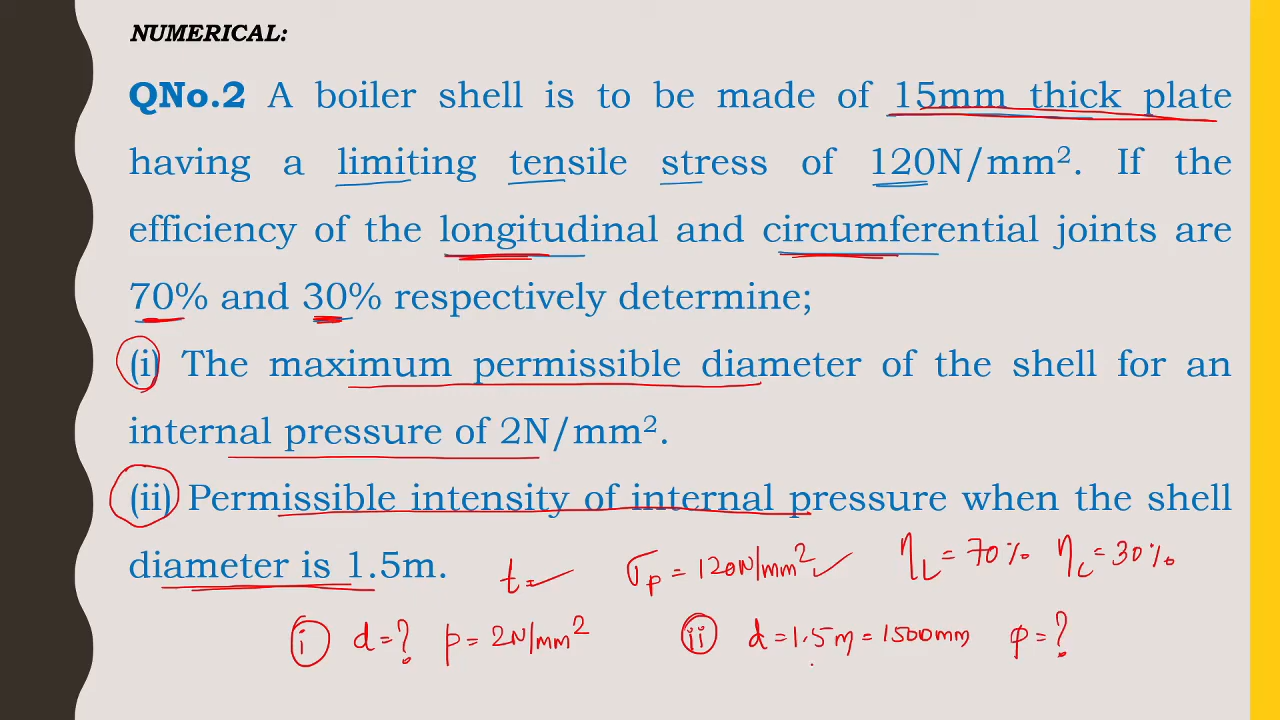 NUMERICAL:
QNo.2 A boiler shell is to be made of 15mm thick plate
having a limiting tensile stress of 120N/mm². If the
efficiency of the longitudinal and circumferential joints are
70% and 30% respectively determine;
(i) The maximum permissible diameter of the shell for an
internal pressure of 2N/mm².
(ii) Permissible intensity of internal pressure when the shell
diameter is 1.5m.
t= σp = 120N/mm² ηL = 70% ηc = 30%
(i) d = ? p = 2N/mm² (ii) d = 1.5m = 1500mm p = ?